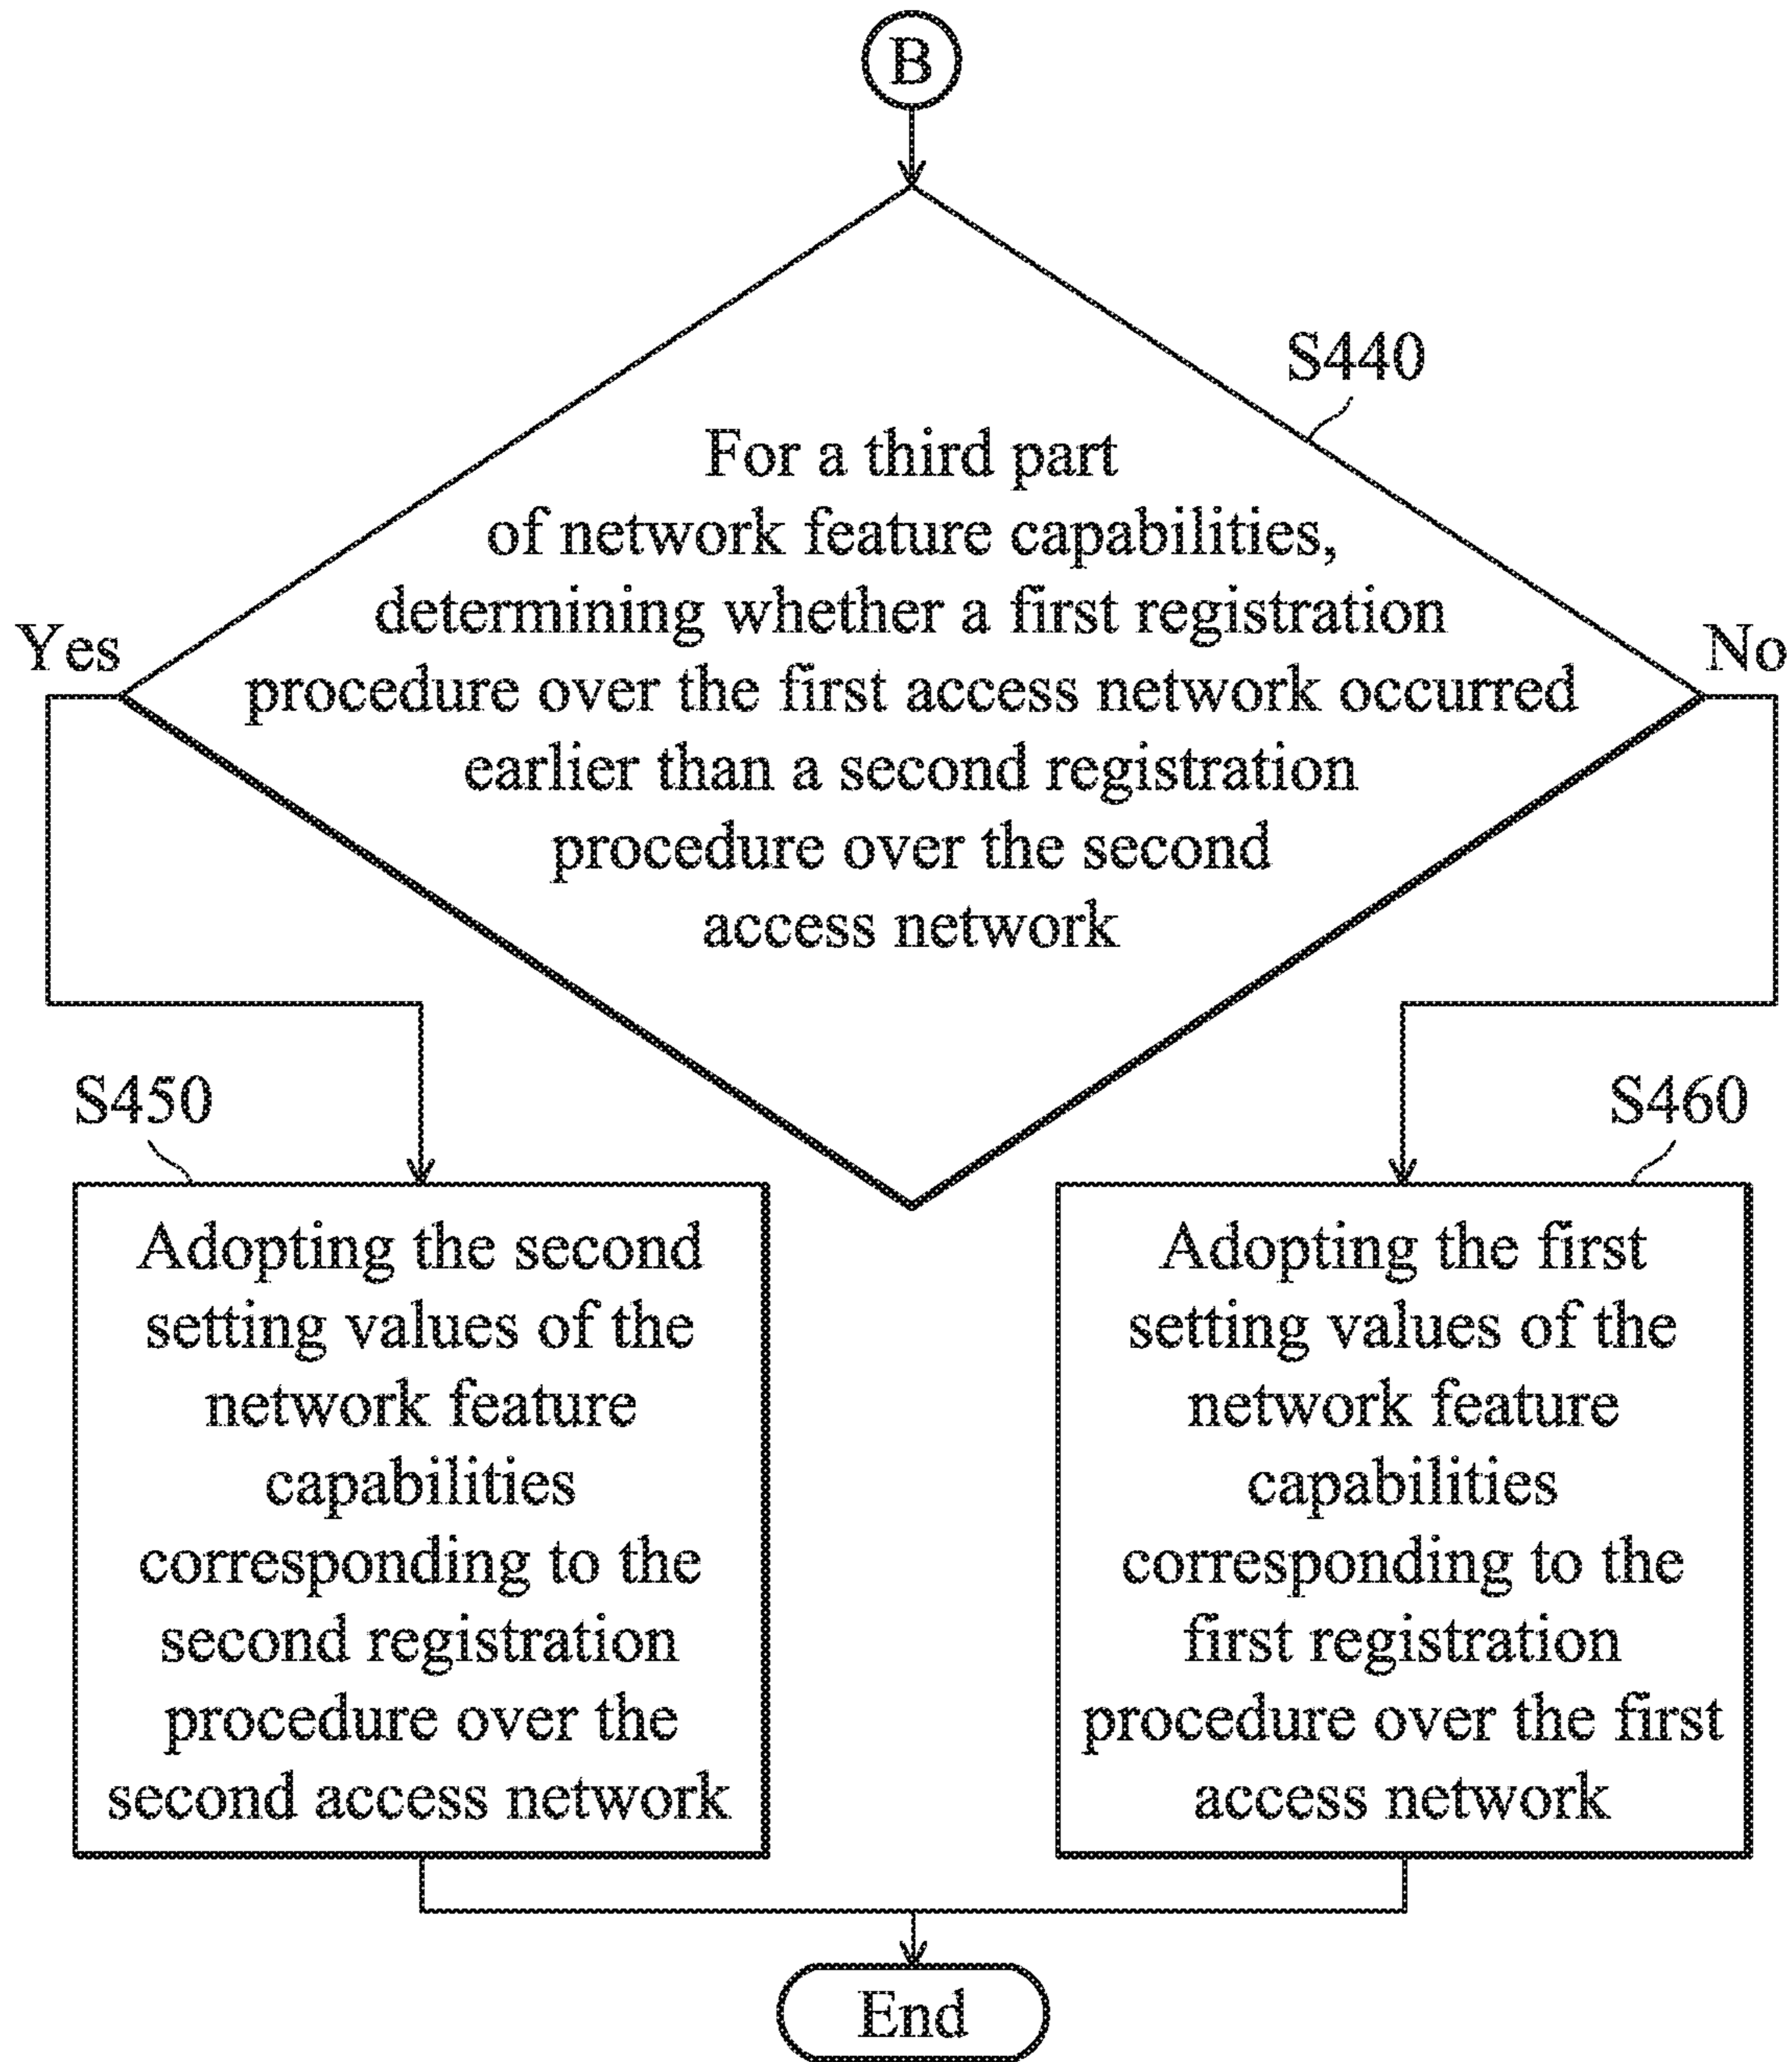 B
S440
For a third part
of network feature capabilities,
determining whether a first registration
procedure over the first access network occurred
earlier than a second registration
procedure over the second
access network
Yes
No
S450
Adopting the second
setting values of the
network feature
capabilities
corresponding to the
second registration
procedure over the
second access network
S460
Adopting the first
setting values of the
network feature
capabilities
corresponding to the
first registration
procedure over the first
access network
End